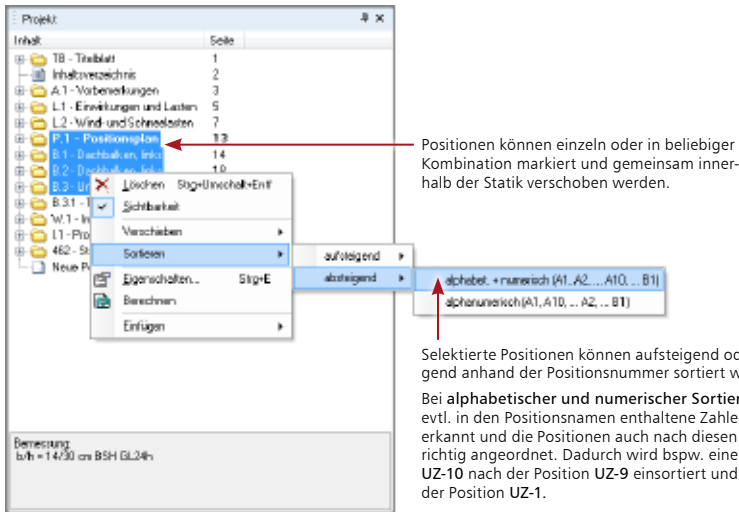 Projekt
Inhalt Seite
TB - Titelblatt 1
Inhaltsverzeichnis 2
A.1 - Vorbemerkungen 3
L.1 - Einwirkungen und Lasten 5
L.2 - Wind- und Schneelasten 7
P.1 - Positionsplan 13
B.1 - Dachbalken, links 14
B.2 - Dachbalken, 18
B.3 - Un
B.3.1 - 
W.1 - In
I.1 - Pro
462 - St
Neue P
Löschen Strg+Umschalt+Entf
Sichtbarkeit
Verschieben
Sortieren
Eigenschaften... Strg+E
Berechnen
Einfügen
aufsteigend
absteigend
alphabet. + numerisch (A1, A2, ... A10, ... B1)
alphanumerisch (A1, A10, ... A2, ... B1)
Positionen können einzeln oder in beliebiger
Kombination markiert und gemeinsam inner-
halb der Statik verschoben werden.
Selektierte Positionen können aufsteigend od
gend anhand der Positionsnummer sortiert w
Bei alphabetischer und numerischer Sortier
evtl. in den Positionsnamen enthaltene Zahle
erkannt und die Positionen auch nach diesen
richtig angeordnet. Dadurch wird bspw. eine
UZ-10 nach der Position UZ-9 einsortiert und
der Position UZ-1.
Bemessung:
b/h = 14/30 cm BSH GL24h